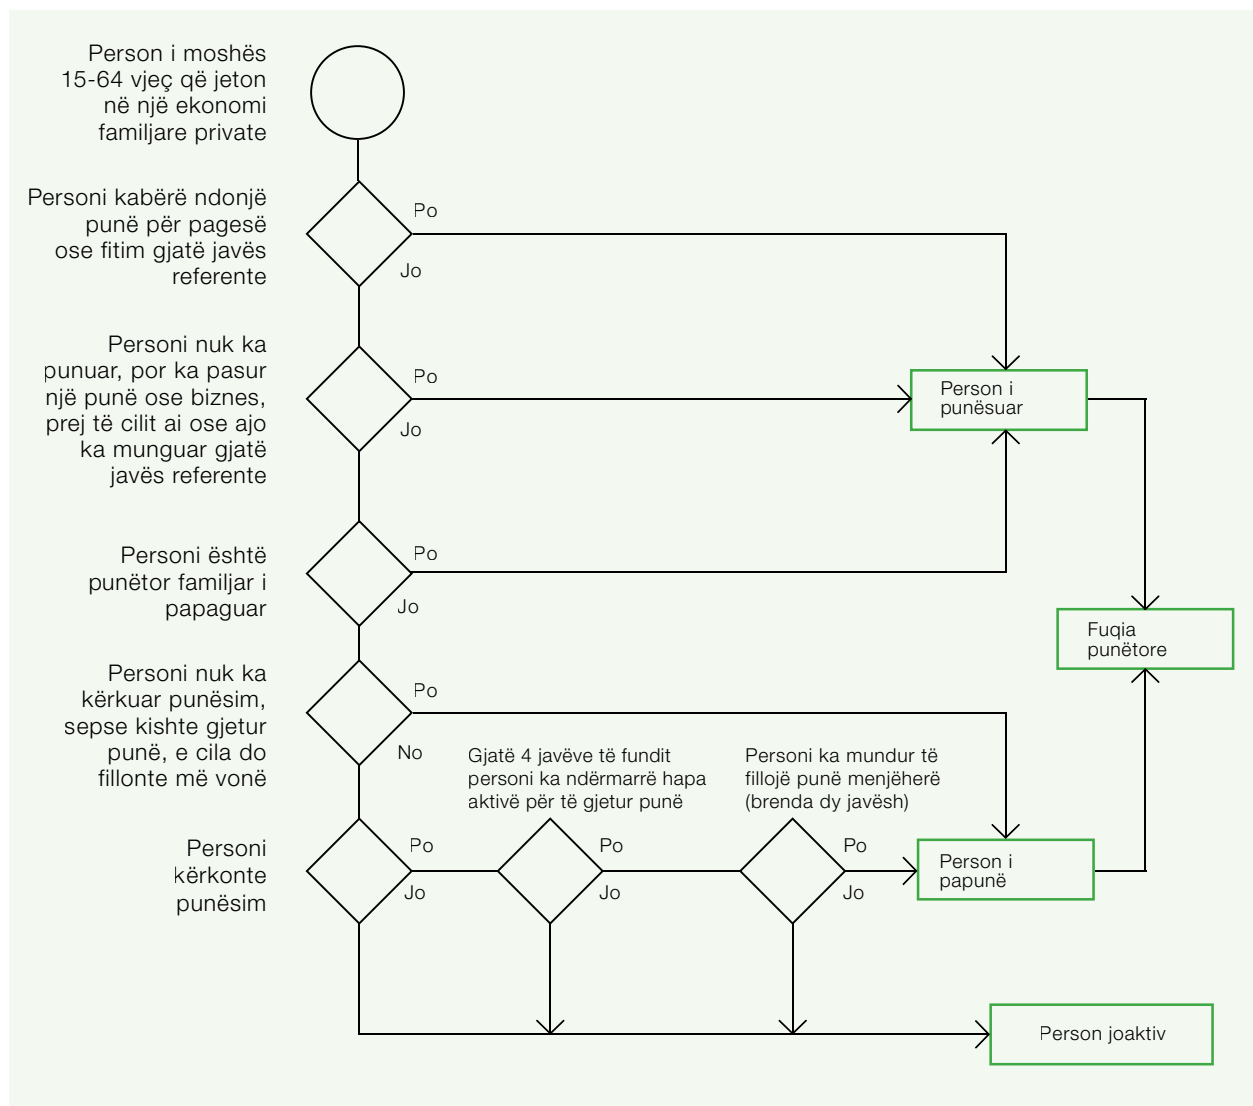 Person i moshës
15-64 vjeç që jeton
në një ekonomi
familjare private
Personi kabërë ndonjë
punë për pagesë
ose fitim gjatë javës
referente
Po
Jo
Personi nuk ka
punuar, por ka pasur
një punë ose biznes,
prej të cilit ai ose ajo
ka munguar gjatë
javës referente
Po
Jo
Person i
punësuar
Personi është
punëtor familjar i
papaguar
Po
Jo
Fuqia
punëtore
Personi nuk ka
kërkuar punësim,
sepse kishte gjetur
punë, e cila do
fillonte më vonë
Po
No
Gjatë 4 javëve të fundit
personi ka ndërmarrë hapa
aktivë për të gjetur punë
Personi ka mundur të
fillojë punë menjëherë
(brenda dy javësh)
Personi
kërkonte
punësim
Po
Jo
Po
Jo
Po
Jo
Person i
papunë
Person joaktiv